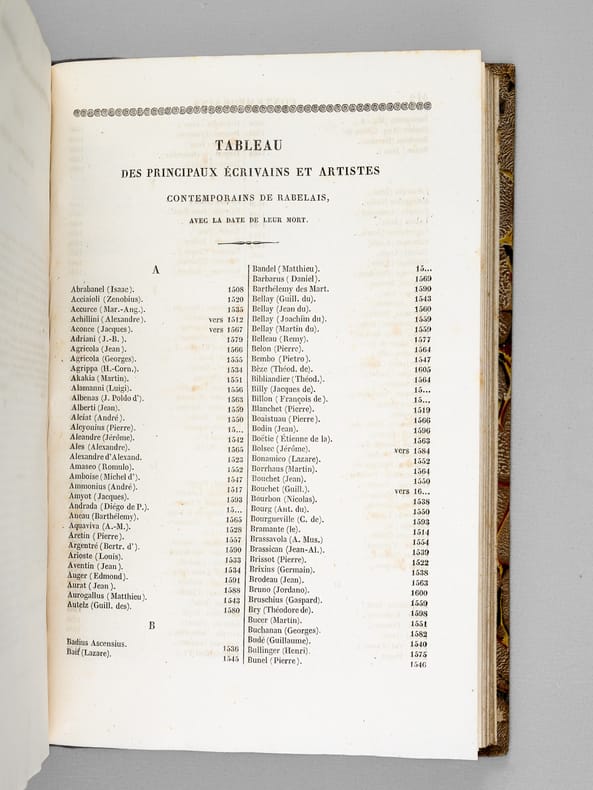 TABLEAU
DES PRINCIPAUX ÉCRIVAINS ET ARTISTES
CONTEMPORAINS DE RABELAIS,
AVEC LA DATE DE LEUR MORT.
A
Abrabanel (Isaac). 1508
Acciaioli (Zenobius). 1520
Accurce (Mar.-Ang.). 1535
Achillini (Alexandre). vers 1512
Aconce (Jacques). vers 1567
Adriani (J.-B.). 1579
Agricola (Jean). 1566
Agricola (Georges). 1555
Agrippa (H.-Corn.). 1534
Akakia (Martin). 1551
Alamanni (Luigi). 1556
Albenas (J. Poldo d'). 1563
Alberti (Jean). 1559
Alciat (André). 1550
Alcyonius (Pierre). 15...
Aleandre (Jérôme). 1542
Ales (Alexandre). 1565
Alexandre d'Alexand. 1523
Amaseo (Romulo). 1552
Amboise (Michel d'). 1547
Ammonius (André). 1517
Amyot (Jacques). 1593
Andrada (Diégo de P.). 15...
Aneau (Barthélemy). 1565
Aquaviva (A.-M.). 1528
Aretin (Pierre). 1557
Argentré (Bertr. d'). 1590
Arioste (Louis). 1533
Aventin (Jean). 1534
Auger (Edmond). 1591
Aurat (Jean). 1588
Aurogallus (Matthieu). 1543
Autelz (Guill. des). 1580
B
Badius Ascensius. 1536
Baïf (Lazare). 1545
Bandel (Matthieu). 15...
Barbarus (Daniel). 1569
Barthélemy des Mart. 1590
Bellay (Guill. du). 1543
Bellay (Jean du). 1560
Bellay (Joachim du). 1559
Bellay (Martin du). 1559
Belleau (Remy). 1577
Belon (Pierre). 1564
Bembo (Pietro). 1547
Bèze (Théod. de). 1605
Bibliandier (Théod.). 1564
Billy (Jacques de). 15...
Billon (François de). 15...
Blanchet (Pierre). 1519
Boaistuau (Pierre). 1566
Bodin (Jean). 1596
Boëtie (Étienne de la). 1563
Bolsec (Jérôme). vers 1584
Bonamico (Lazare). 1552
Borrhaus (Martin). 1564
Bouchet (Jean). 1550
Bouchet (Guill.). vers 16...
Bourbon (Nicolas). 1538
Bourg (Ant. du). 1550
Bourgueville (C. de). 1593
Bramante (le). 1514
Brassavola (A. Mus.) 1554
Brassican (Jean-Al.). 1539
Brissot (Pierre). 1522
Brixins (Germain). 1538
Brodeau (Jean). 1563
Bruno (Jordano). 1600
Bruschius (Gaspard). 1559
Bry (Théodore de). 1598
Bucer (Martin). 1551
Buchanan (Georges). 1582
Budé (Guillaume). 1540
Bullinger (Henri). 1575
Bunel (Pierre). 1546